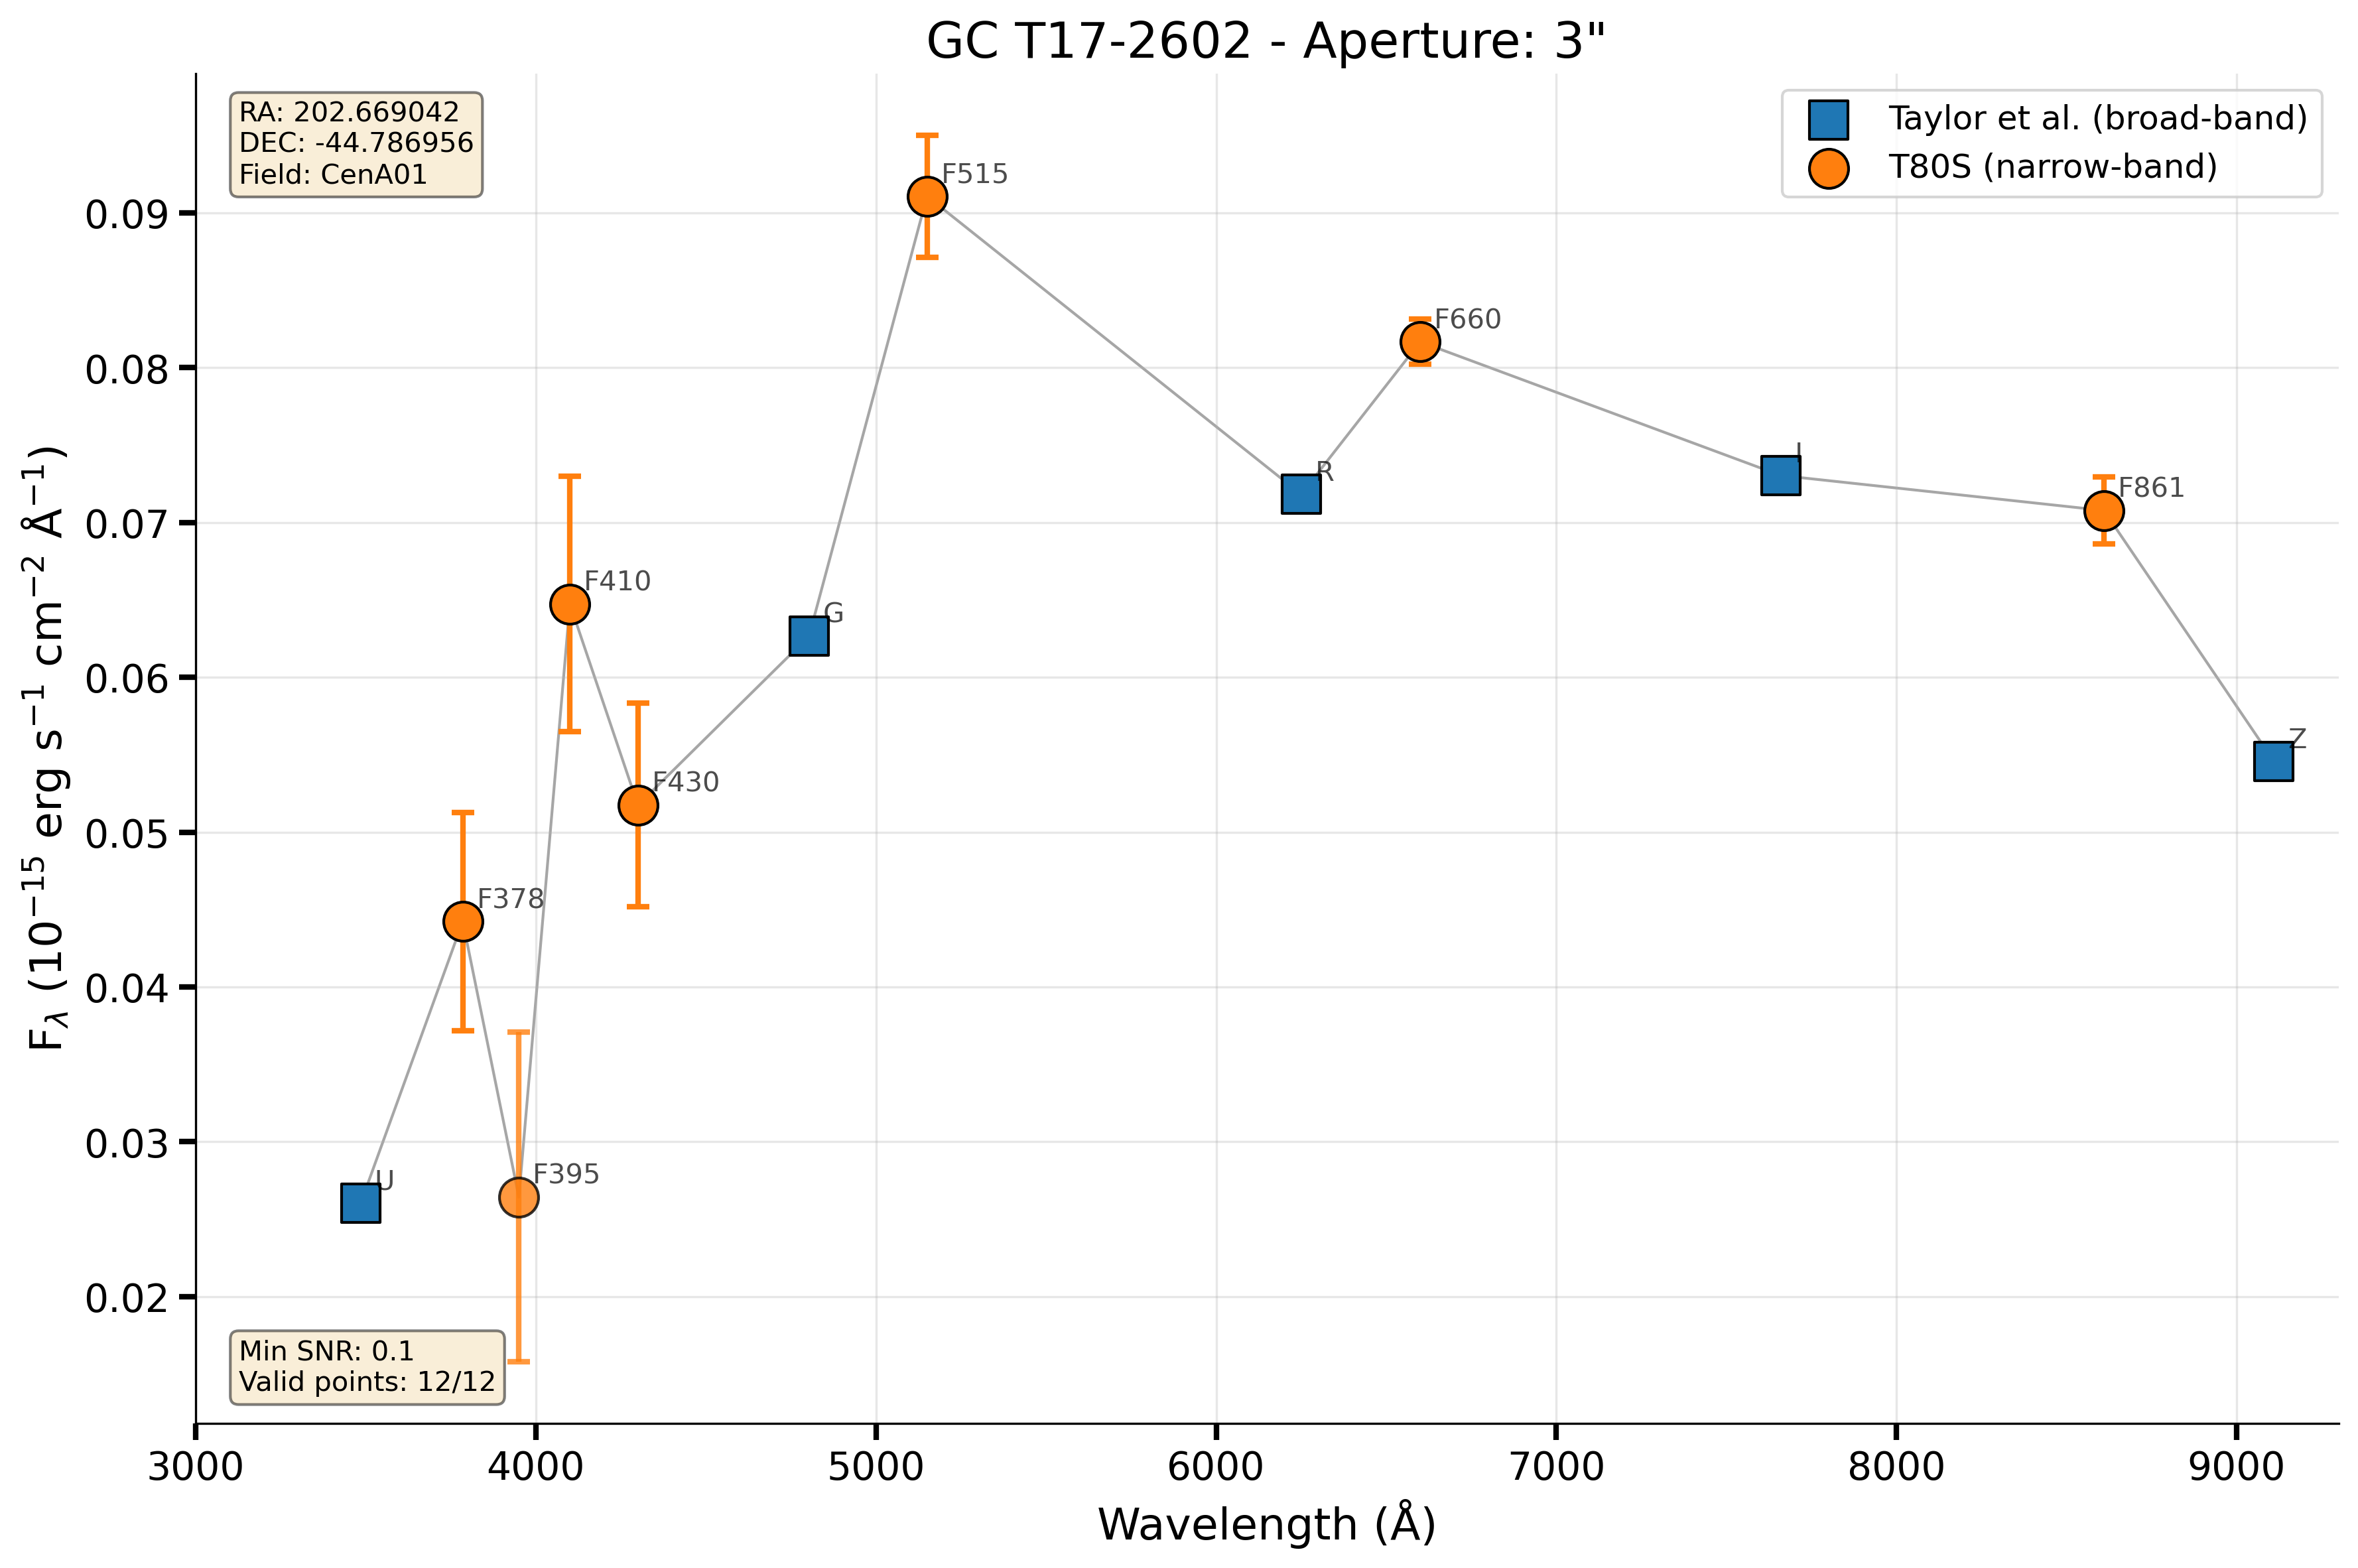 GC T17-2602 - Aperture: 3"
RA: 202.669042
DEC: -44.786956
Field: CenA01
Taylor et al. (broad-band)
T80S (narrow-band)
F515
F660
R
I
F861
F410
G
Z
F430
F378
U
F395
Min SNR: 0.1
Valid points: 12/12
0.09
0.08
0.07
0.06
0.05
0.04
0.03
0.02
F_λ (10⁻¹⁵ erg s⁻¹ cm⁻² Å⁻¹)
3000 4000 5000 6000 7000 8000 9000
Wavelength (Å)